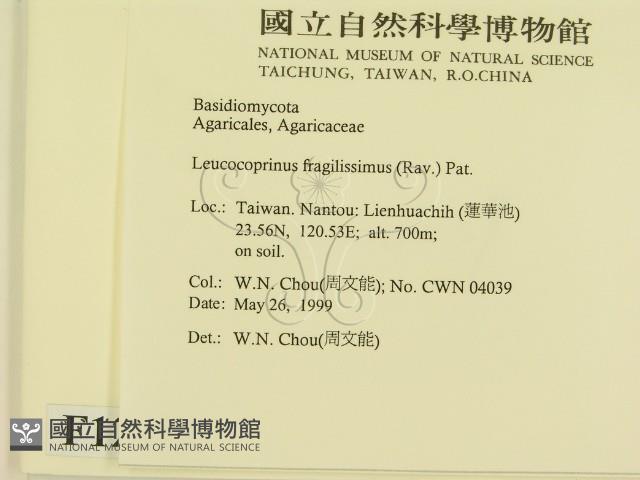 國立自然科學博物館
NATIONAL MUSEUM OF NATURAL SCIENCE
TAICHUNG, TAIWAN, R.O.CHINA
Basidiomycota
Agaricales, Agaricaceae
Leucocoprinus fragilissimus (Rav.) Pat.
Loc.: Taiwan. Nantou: Lienhuachih (蓮華池)
23.56N, 120.53E; alt. 700m;
on soil.
Col.: W.N. Chou(周文能); No. CWN 04039
Date: May 26, 1999
Det.: W.N. Chou(周文能)
國立自然科學博物館
NATIONAL MUSEUM OF NATURAL SCIENCE